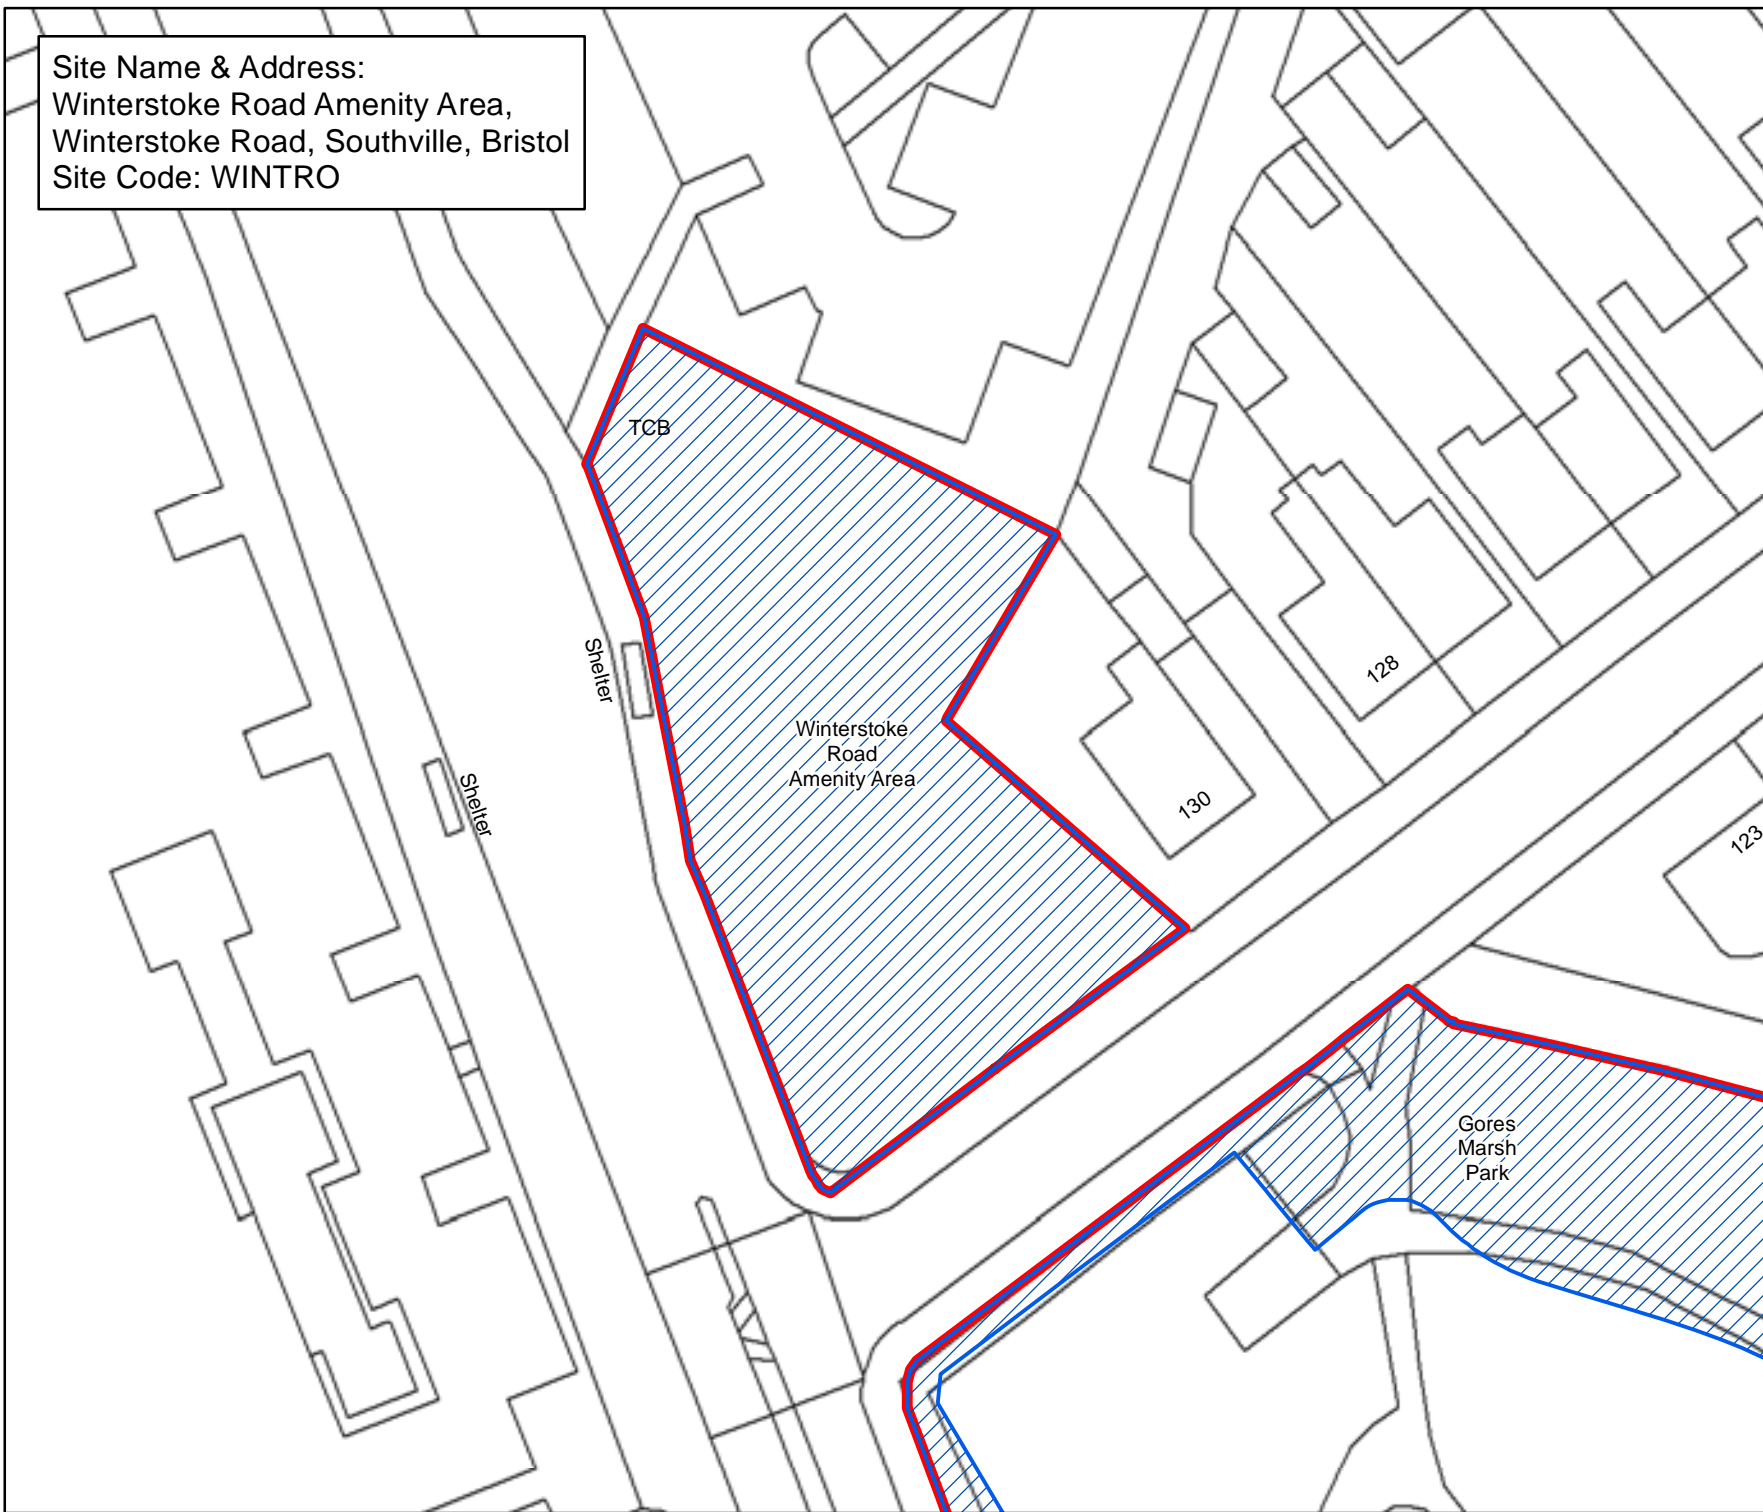 Site Name & Address:
Winterstoke Road Amenity Area,
Winterstoke Road, Southville, Bristol
Site Code: WINTRO
TCB
Shelter
128
Winterstoke
Road
Amenity Area
130
Shelter
123
Gores
Marsh
Park